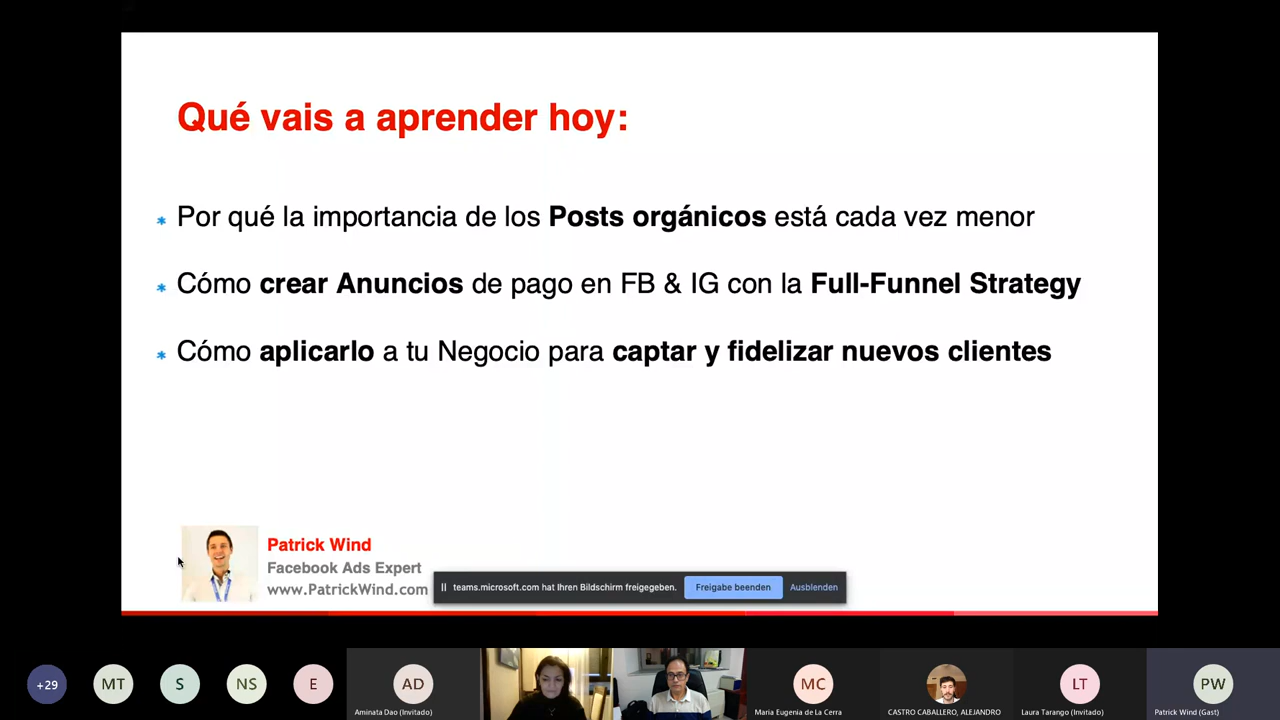 Qué vais a aprender hoy:
* Por qué la importancia de los Posts orgánicos está cada vez menor
* Cómo crear Anuncios de pago en FB & IG con la Full-Funnel Strategy
* Cómo aplicarlo a tu Negocio para captar y fidelizar nuevos clientes
Patrick Wind
Facebook Ads Expert
www.PatrickWind.com
teams.microsoft.com hat Ihren Bildschirm freigegeben. Freigabe beenden Ausblenden
+29 MT S NS E AD MC LT PW
Aminata Dao (Invitado) Maria Eugenia de La Cerra CASTRO CABALLERO, ALEJANDRO Laura Tarango (Invitado) Patrick Wind (Gast)